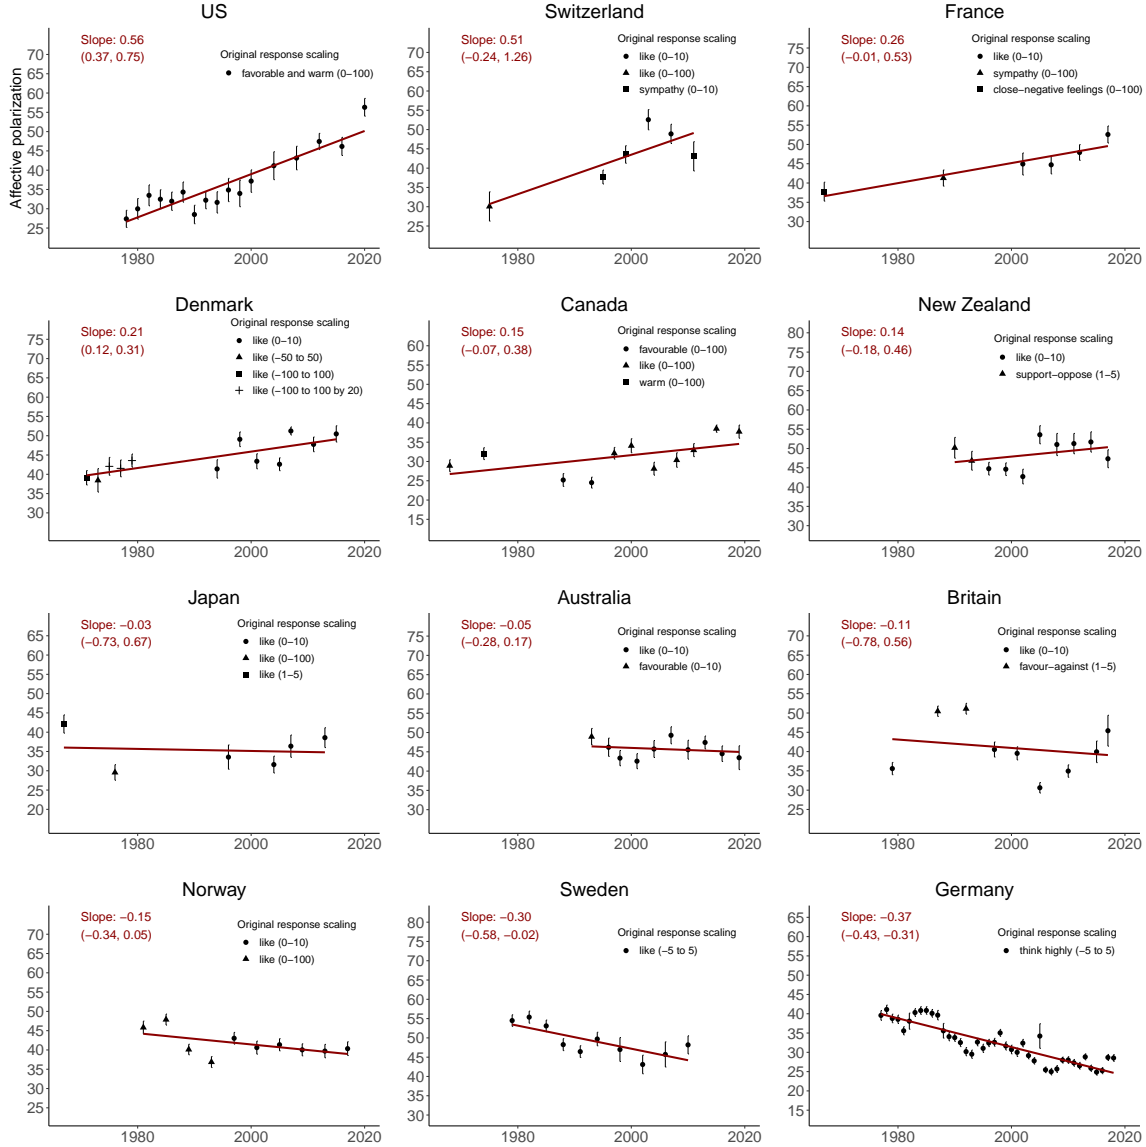 US
Slope: 0.56
(0.37, 0.75)
Original response scaling
favorable and warm (0−100)
Affective polarization
70
65
60
55
50
45
40
35
30
25
1980
2000
2020
Switzerland
Slope: 0.51
(−0.24, 1.26)
Original response scaling
like (0−10)
like (0−100)
sympathy (0−10)
70
65
60
55
50
45
40
35
30
25
1980
2000
2020
France
Slope: 0.26
(−0.01, 0.53)
Original response scaling
like (0−10)
sympathy (0−100)
close−negative feelings (0−100)
75
70
65
60
55
50
45
40
35
30
1980
2000
2020
Denmark
Slope: 0.21
(0.12, 0.31)
Original response scaling
like (0−10)
like (−50 to 50)
like (−100 to 100)
like (−100 to 100 by 20)
75
70
65
60
55
50
45
40
35
30
1980
2000
2020
Canada
Slope: 0.15
(−0.07, 0.38)
Original response scaling
favourable (0−100)
like (0−100)
warm (0−100)
60
55
50
45
40
35
30
25
20
15
1980
2000
2020
New Zealand
Slope: 0.14
(−0.18, 0.46)
Original response scaling
like (0−10)
support−oppose (1−5)
80
75
70
65
60
55
50
45
40
35
30
1980
2000
2020
Japan
Slope: −0.03
(−0.73, 0.67)
Original response scaling
like (0−10)
like (0−100)
like (1−5)
65
60
55
50
45
40
35
30
25
20
1980
2000
2020
Australia
Slope: −0.05
(−0.28, 0.17)
Original response scaling
like (0−10)
favourable (0−10)
75
70
65
60
55
50
45
40
35
30
1980
2000
2020
Britain
Slope: −0.11
(−0.78, 0.56)
Original response scaling
like (0−10)
favour−against (1−5)
70
65
60
55
50
45
40
35
30
25
1980
2000
2020
Norway
Slope: −0.15
(−0.34, 0.05)
Original response scaling
like (0−10)
like (0−100)
70
65
60
55
50
45
40
35
30
25
1980
2000
2020
Sweden
Slope: −0.30
(−0.58, −0.02)
Original response scaling
like (−5 to 5)
80
75
70
65
60
55
50
45
40
35
30
1980
2000
2020
Germany
Slope: −0.37
(−0.43, −0.31)
Original response scaling
think highly (−5 to 5)
65
60
55
50
45
40
35
30
25
20
15
1980
2000
2020